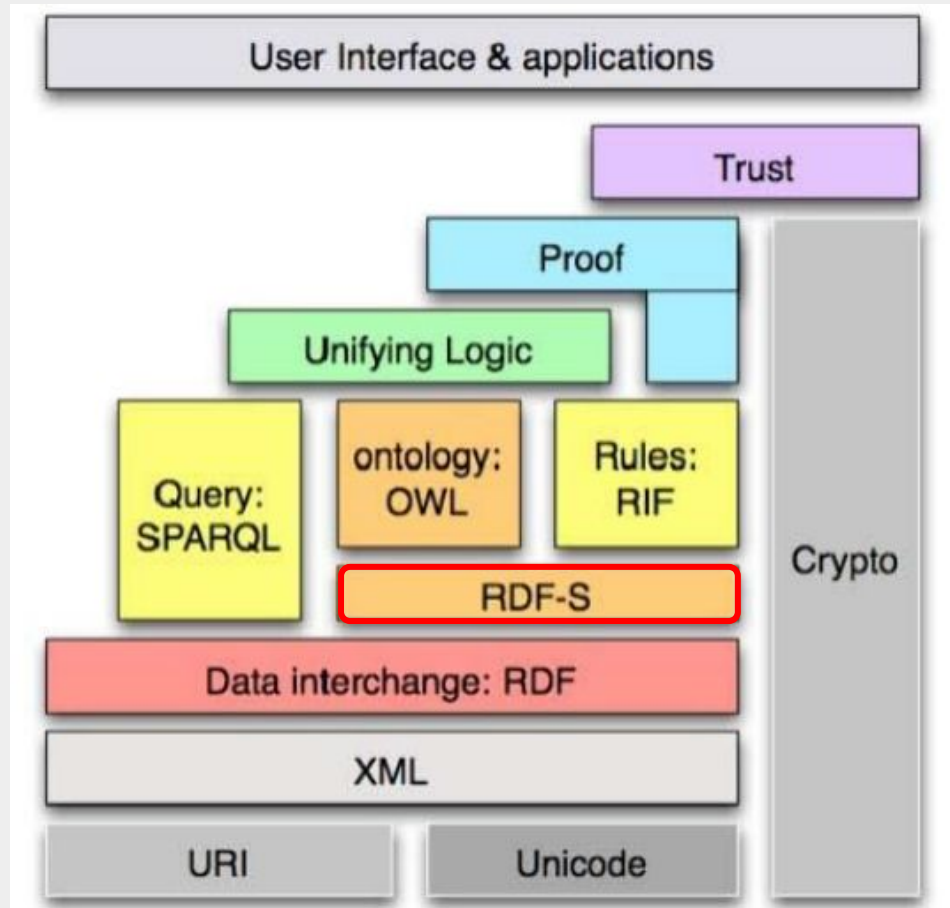 User Interface & applications
Trust
Proof
Unifying Logic
Query:
SPARQL
ontology:
OWL
Rules:
RIF
Crypto
RDF-S
Data interchange: RDF
XML
URI
Unicode